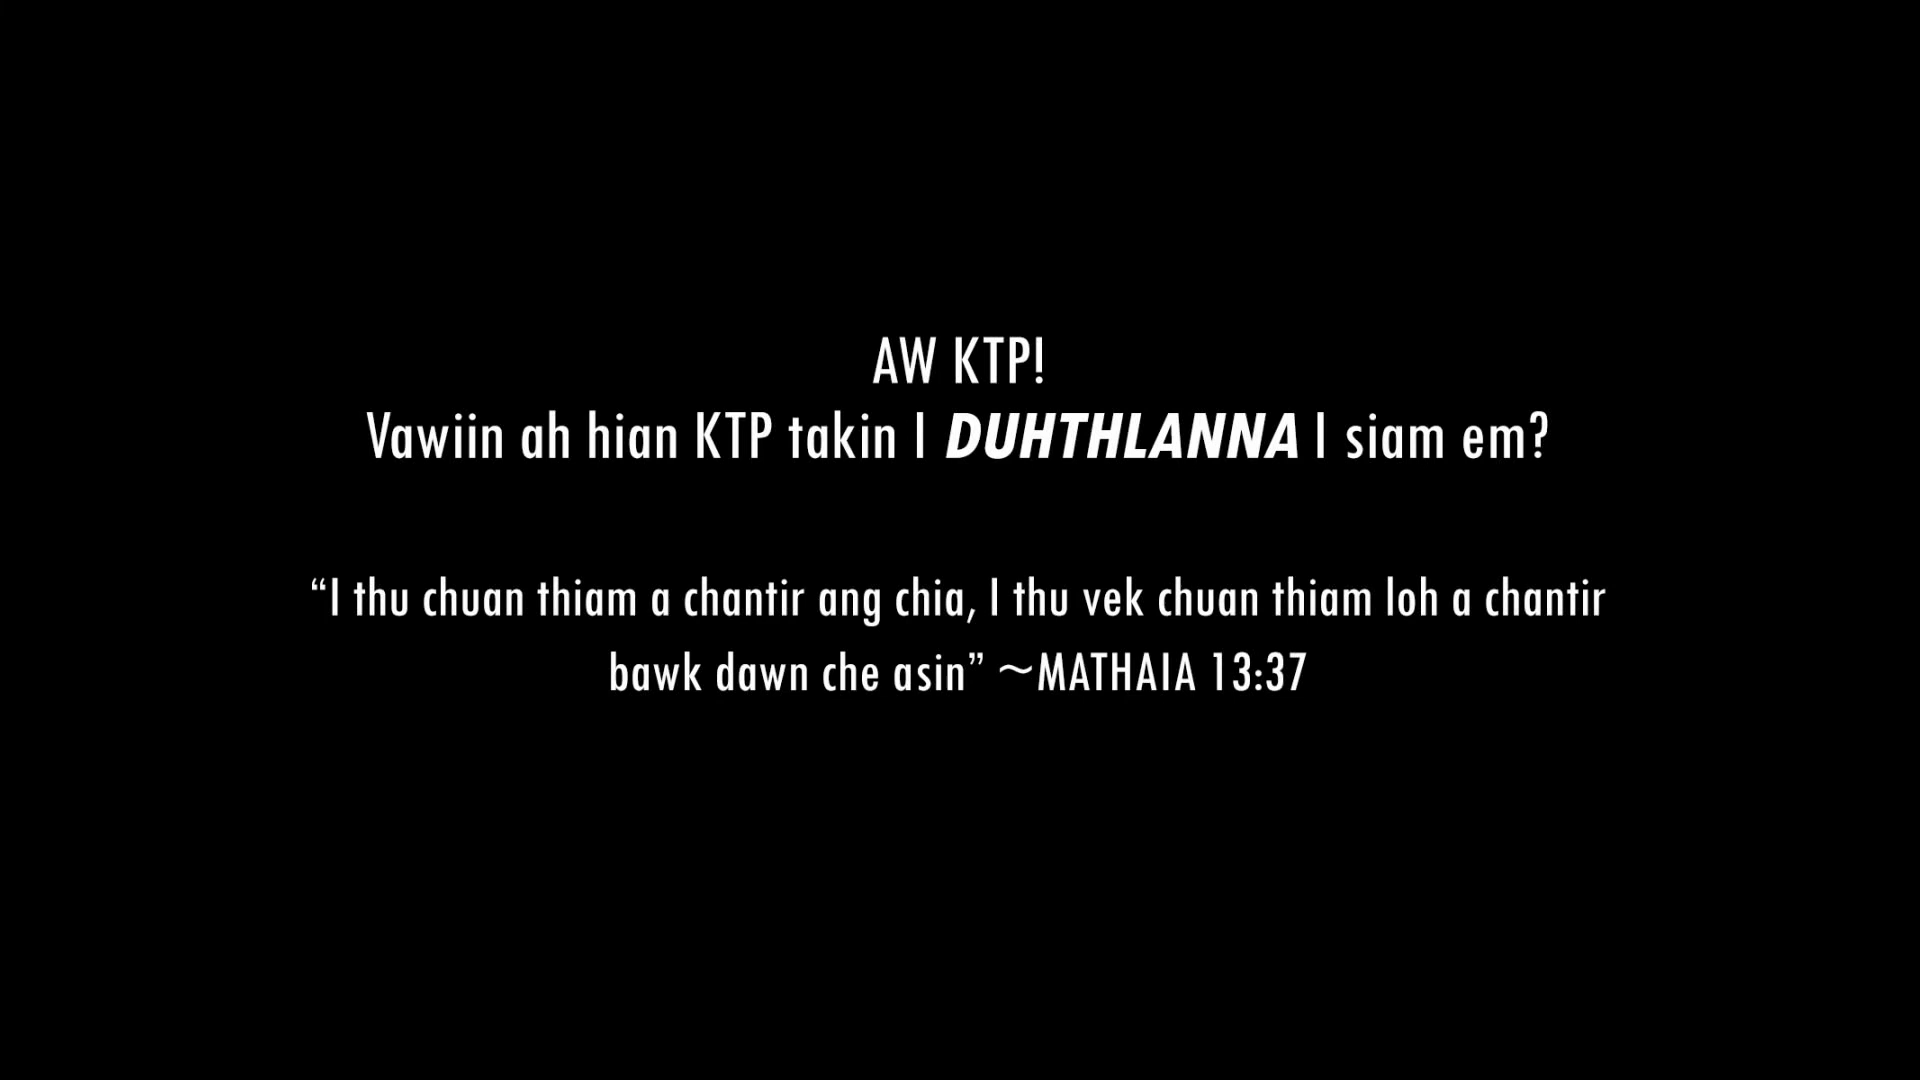 AW KTP!
Vawiin ah hian KTP takin I DUHTHLANNA I siam em?
“I thu chuan thiam a chantir ang chia, I thu vek chuan thiam loh a chantir
bawk dawn che asin” ~MATHAIA 13:37